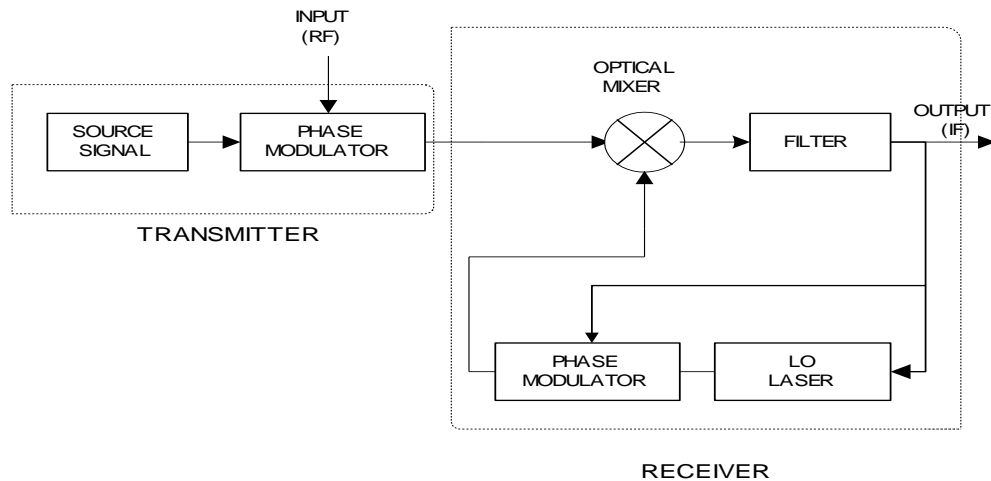 INPUT
(RF)
OPTICAL
MIXER
OUTPUT
(IF)
SOURCE
SIGNAL
PHASE
MODULATOR
FILTER
TRANSMITTER
PHASE
MODULATOR
LO
LASER
RECEIVER